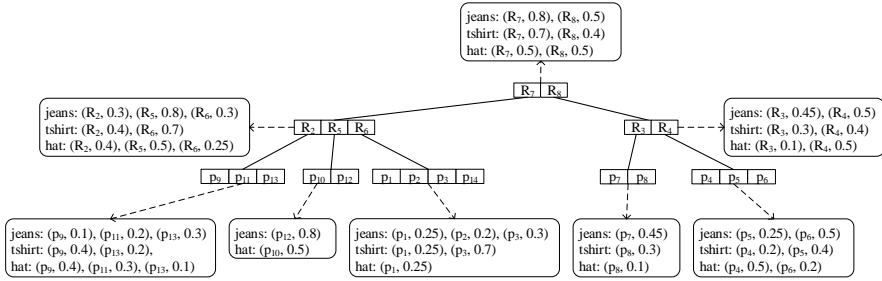 jeans: (R7, 0.8), (R8, 0.5)
tshirt: (R7, 0.7), (R8, 0.4)
hat: (R7, 0.5), (R8, 0.5)
R7 R8
jeans: (R2, 0.3), (R5, 0.8), (R6, 0.3)
tshirt: (R2, 0.4), (R6, 0.7)
hat: (R2, 0.4), (R5, 0.5), (R6, 0.25)
R2 R5 R6
R3 R4
jeans: (R3, 0.45), (R4, 0.5)
tshirt: (R3, 0.3), (R4, 0.4)
hat: (R3, 0.1), (R4, 0.5)
p9 p11 p13
p10 p12
p1 p2 p3 p14
p7 p8
p4 p5 p6
jeans: (p9, 0.1), (p11, 0.2), (p13, 0.3)
tshirt: (p9, 0.4), (p13, 0.2),
hat: (p9, 0.4), (p11, 0.3), (p13, 0.1)
jeans: (p12, 0.8)
hat: (p10, 0.5)
jeans: (p1, 0.25), (p2, 0.2), (p3, 0.3)
tshirt: (p1, 0.25), (p3, 0.7)
hat: (p1, 0.25)
jeans: (p7, 0.45)
tshirt: (p8, 0.3)
hat: (p8, 0.1)
jeans: (p5, 0.25), (p6, 0.5)
tshirt: (p4, 0.2), (p5, 0.4)
hat: (p4, 0.5), (p6, 0.2)